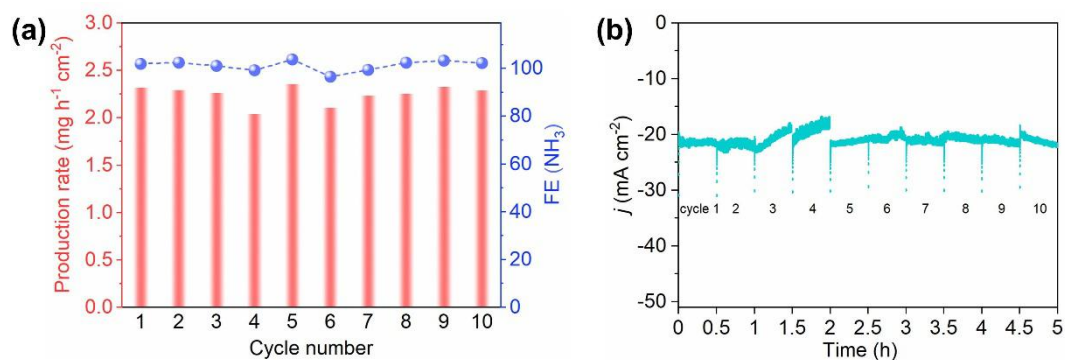 (a)
Production rate (mg h⁻¹ cm⁻²)
3.0
2.5
2.0
1.5
1.0
0.5
0.0
1 2 3 4 5 6 7 8 9 10
Cycle number
100
80
60
40
20
0
FE (NH₃)
(b)
j (mA cm⁻²)
0
-10
-20
-30
-40
-50
cycle 1 2 3 4 5 6 7 8 9 10
0 0.5 1 1.5 2 2.5 3 3.5 4 4.5 5
Time (h)